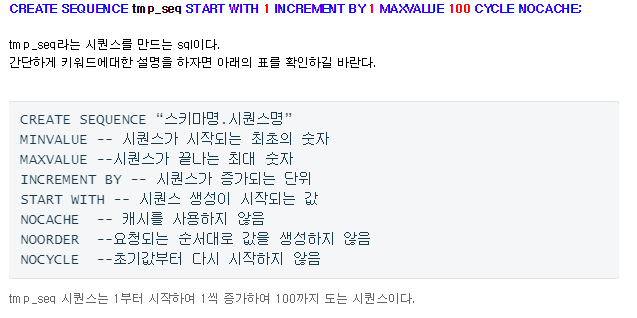 CREATE SEQUENCE tmp_seq START WITH 1 INCREMENT BY 1 MAXVALUE 100 CYCLE NOCACHE;
tmp_seq라는 시퀀스를 만드는 sql이다.
간단하게 키워드에대한 설명을 하자면 아래의 표를 확인하길 바란다.
CREATE SEQUENCE “스키마명.시퀀스명”
MINVALUE -- 시퀀스가 시작되는 최초의 숫자
MAXVALUE --시퀀스가 끝나는 최대 숫자
INCREMENT BY -- 시퀀스가 증가되는 단위
START WITH -- 시퀀스 생성이 시작되는 값
NOCACHE -- 캐시를 사용하지 않음
NOORDER --요청되는 순서대로 값을 생성하지 않음
NOCYCLE --초기값부터 다시 시작하지 않음
tmp_seq 시퀀스는 1부터 시작하여 1씩 증가하여 100까지 도는 시퀀스이다.